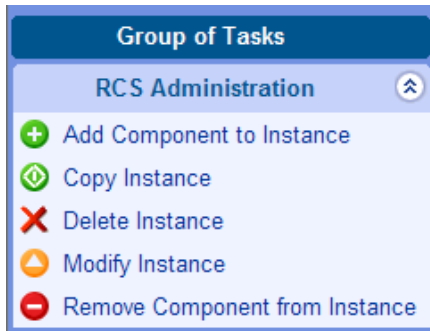 Group of Tasks
RCS Administration
Add Component to Instance
Copy Instance
Delete Instance
Modify Instance
Remove Component from Instance